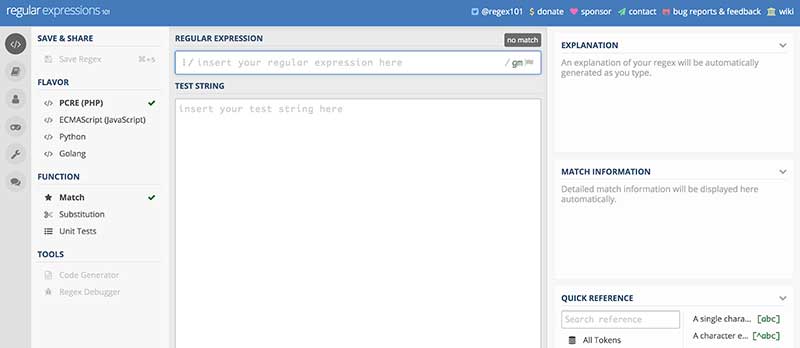 regular expressions 101
@regex101 $ donate sponsor contact bug reports & feedback wiki
SAVE & SHARE
Save Regex ⌘+s
FLAVOR
</> PCRE (PHP)
</> ECMAScript (JavaScript)
</> Python
</> Golang
FUNCTION
Match
Substitution
Unit Tests
TOOLS
Code Generator
Regex Debugger
REGULAR EXPRESSION
no match
/ insert your regular expression here / gm
TEST STRING
insert your test string here
EXPLANATION
An explanation of your regex will be automatically
generated as you type.
MATCH INFORMATION
Detailed match information will be displayed here
automatically.
QUICK REFERENCE
Search reference
All Tokens
A single chara... [abc]
A character e... [^abc]